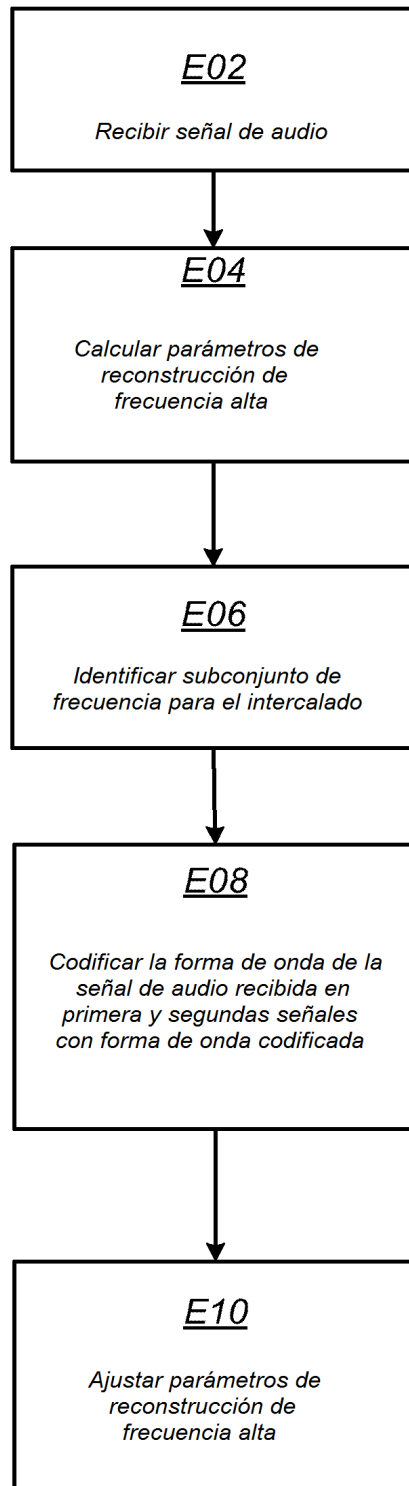 E02
Recibir señal de audio
E04
Calcular parámetros de
reconstrucción de
frecuencia alta
E06
Identificar subconjunto de
frecuencia para el intercalado
E08
Codificar la forma de onda de la
señal de audio recibida en
primera y segundas señales
con forma de onda codificada
E10
Ajustar parámetros de
reconstrucción de
frecuencia alta